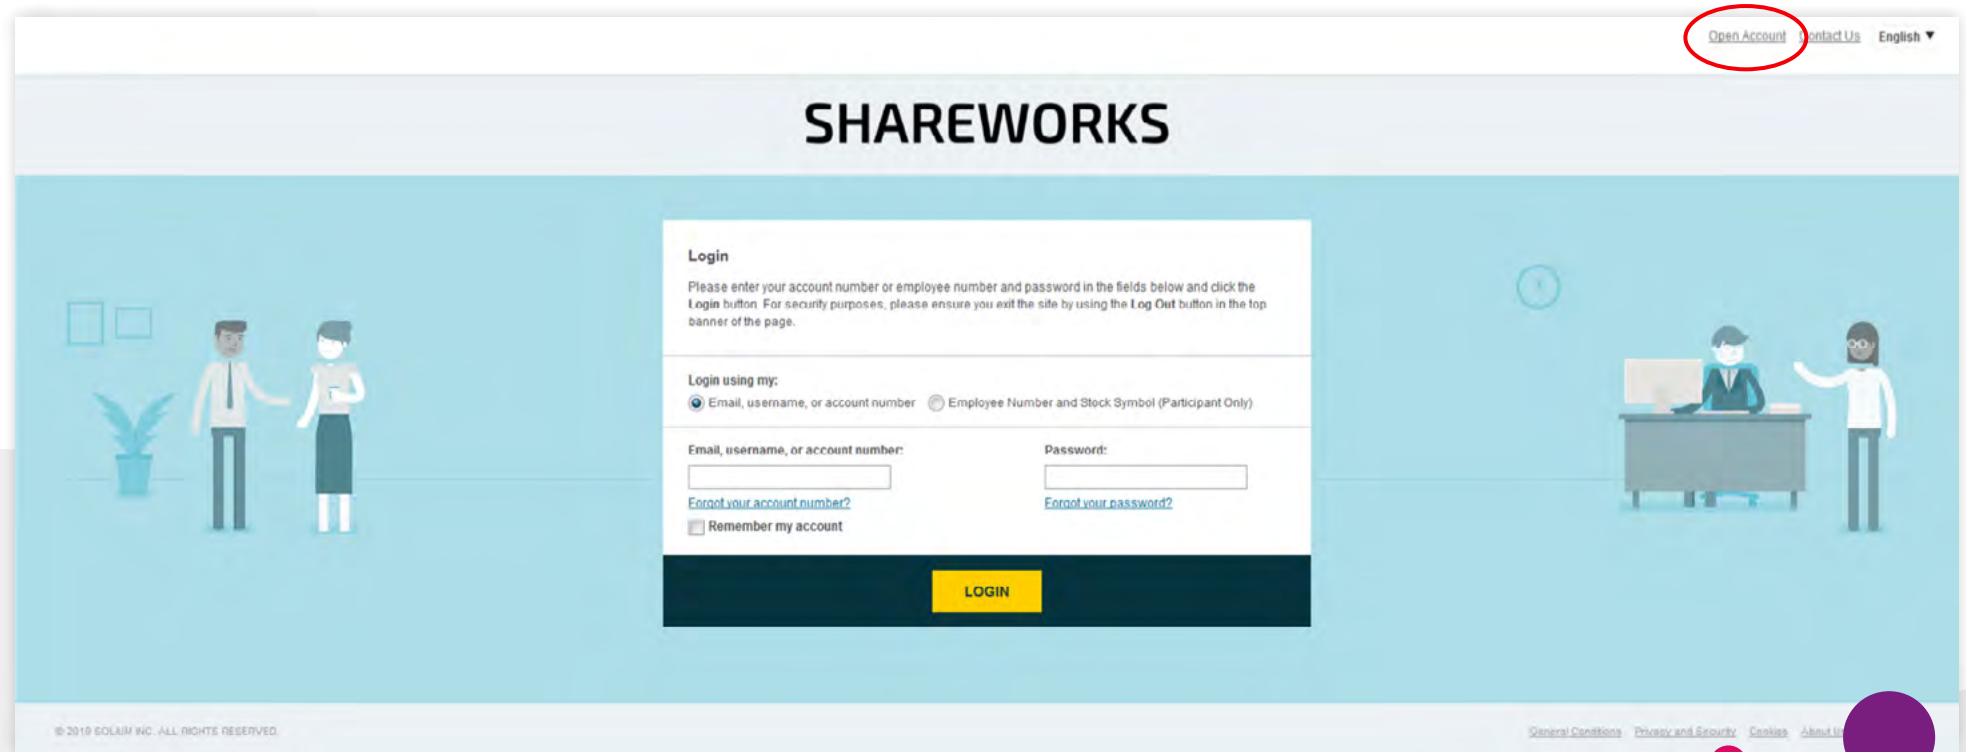 Open Account Contact Us English ▼
SHAREWORKS
Login
Please enter your account number or employee number and password in the fields below and click the
Login button. For security purposes, please ensure you exit the site by using the Log Out button in the top
banner of the page.
Login using my:
Email, username, or account number Employee Number and Stock Symbol (Participant Only)
Email, username, or account number: Password:
Forgot your account number? Forgot your password?
Remember my account
LOGIN
© 2019 SOLIUM INC. ALL RIGHTS RESERVED. General Conditions Privacy and Security Cookies About